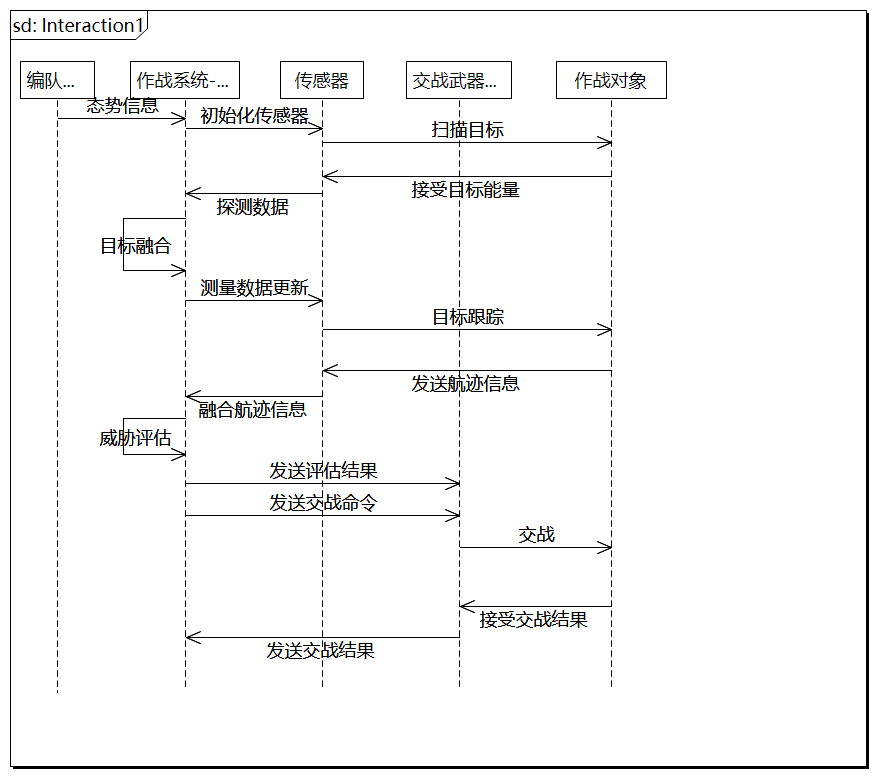 sd: Interaction1
编队...
作战系统-...
传感器
交战武器...
作战对象
态势信息
初始化传感器
扫描目标
接受目标能量
探测数据
目标融合
测量数据更新
目标跟踪
发送航迹信息
融合航迹信息
威胁评估
发送评估结果
发送交战命令
交战
接受交战结果
发送交战结果